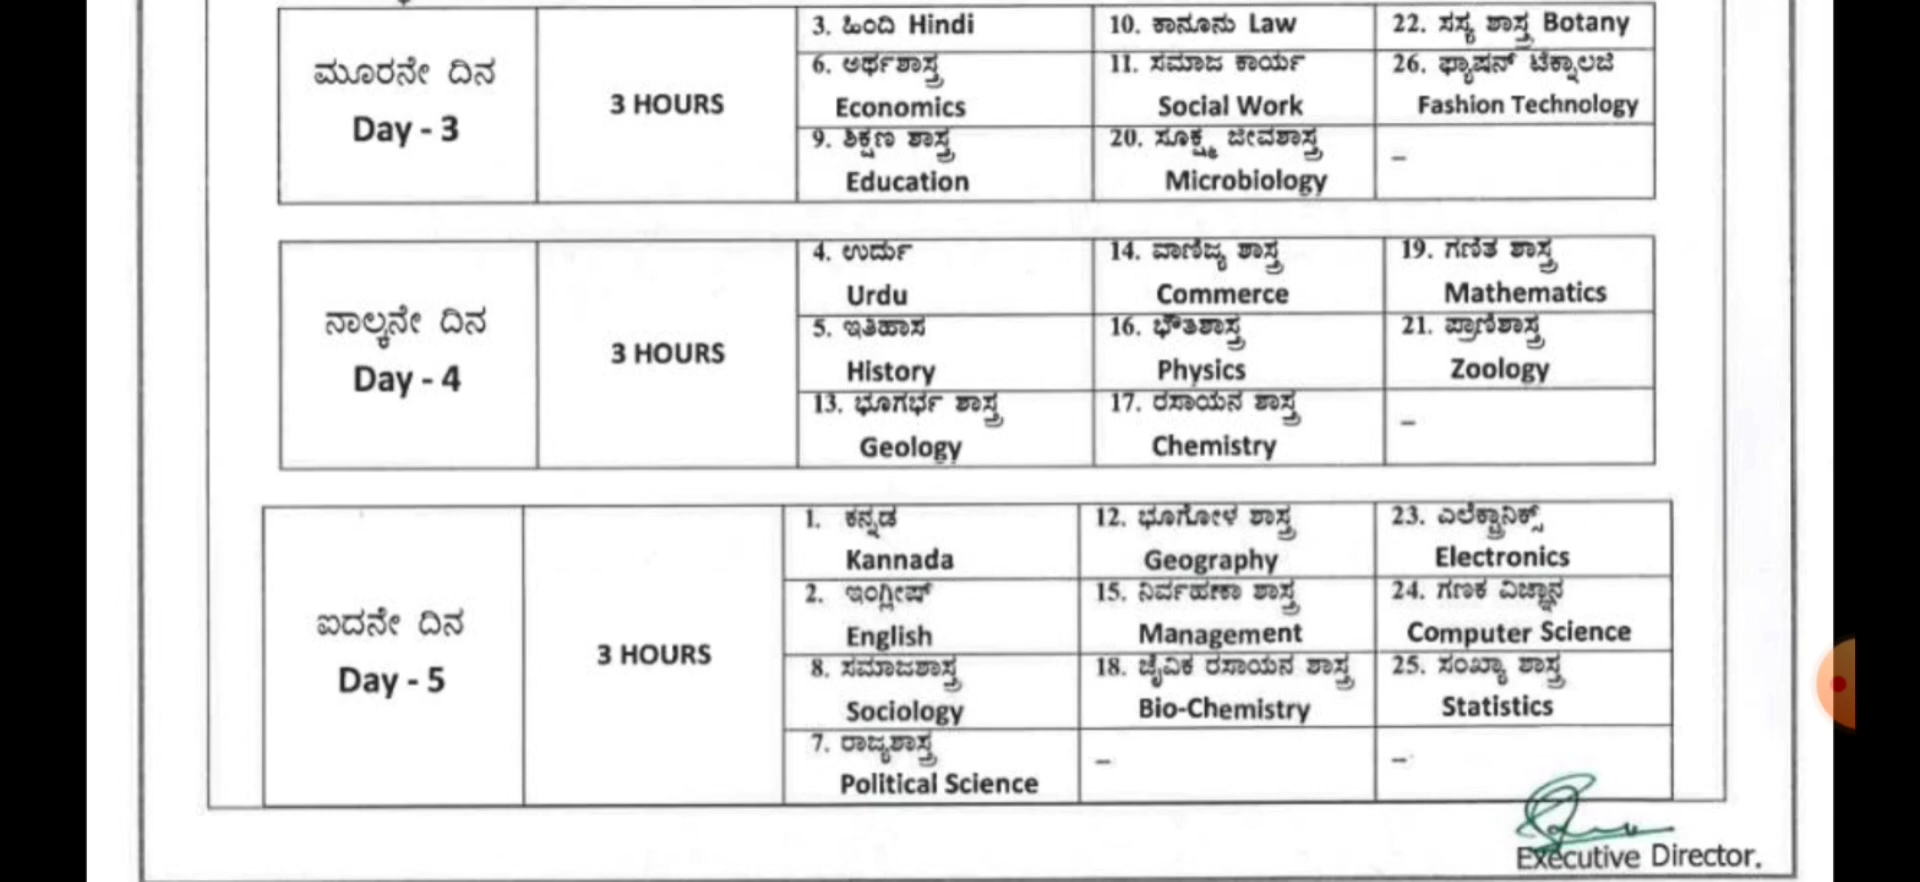 ಮೂರನೇ ದಿನ
Day - 3
3 HOURS
3. ಹಿಂದಿ Hindi
10. ಕಾನೂನು Law
22. ಸಸ್ಯ ಶಾಸ್ತ್ರ Botany
6. ಅರ್ಥಶಾಸ್ತ್ರ
Economics
11. ಸಮಾಜ ಕಾರ್ಯ
Social Work
26. ಫ್ಯಾಷನ್ ಟೆಕ್ನಾಲಜಿ
Fashion Technology
9. ಶಿಕ್ಷಣ ಶಾಸ್ತ್ರ
Education
20. ಸೂಕ್ಷ್ಮ ಜೀವಶಾಸ್ತ್ರ
Microbiology
–
ನಾಲ್ಕನೇ ದಿನ
Day - 4
3 HOURS
4. ಉರ್ದು
Urdu
14. ವಾಣಿಜ್ಯ ಶಾಸ್ತ್ರ
Commerce
19. ಗಣಿತ ಶಾಸ್ತ್ರ
Mathematics
5. ಇತಿಹಾಸ
History
16. ಭೌತಶಾಸ್ತ್ರ
Physics
21. ಪ್ರಾಣಿಶಾಸ್ತ್ರ
Zoology
13. ಭೂಗರ್ಭ ಶಾಸ್ತ್ರ
Geology
17. ರಸಾಯನ ಶಾಸ್ತ್ರ
Chemistry
–
ಐದನೇ ದಿನ
Day - 5
3 HOURS
1. ಕನ್ನಡ
Kannada
12. ಭೂಗೋಳ ಶಾಸ್ತ್ರ
Geography
23. ಎಲೆಕ್ಟ್ರಾನಿಕ್ಸ್
Electronics
2. ಇಂಗ್ಲೀಷ್
English
15. ನಿರ್ವಹಣಾ ಶಾಸ್ತ್ರ
Management
24. ಗಣಕ ವಿಜ್ಞಾನ
Computer Science
8. ಸಮಾಜಶಾಸ್ತ್ರ
Sociology
18. ಜೈವಿಕ ರಸಾಯನ ಶಾಸ್ತ್ರ
Bio-Chemistry
25. ಸಂಖ್ಯಾ ಶಾಸ್ತ್ರ
Statistics
7. ರಾಜ್ಯಶಾಸ್ತ್ರ
Political Science
–
–
Executive Director.